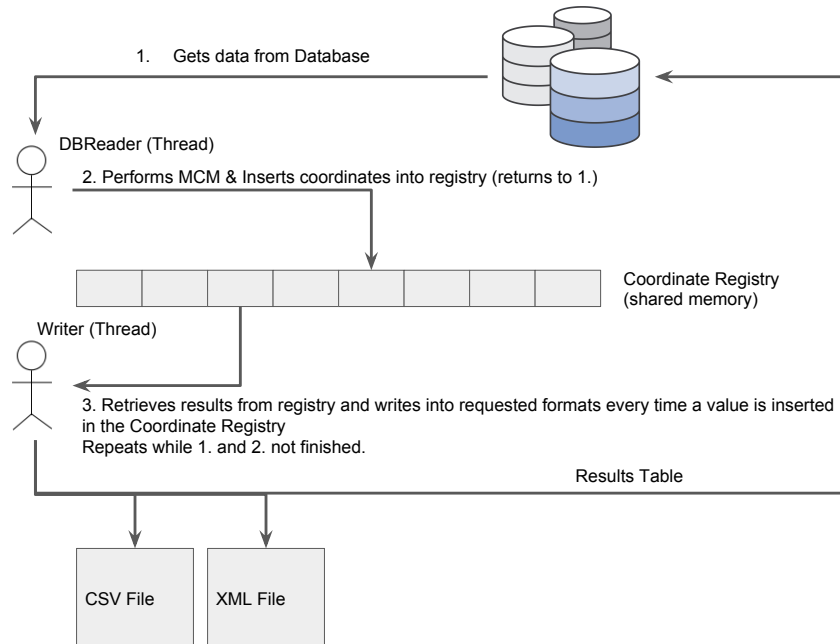 1. Gets data from Database
DBReader (Thread)
2. Performs MCM & Inserts coordinates into registry (returns to 1.)
Coordinate Registry
(shared memory)
Writer (Thread)
3. Retrieves results from registry and writes into requested formats every time a value is inserted
in the Coordinate Registry
Repeats while 1. and 2. not finished.
Results Table
CSV File
XML File